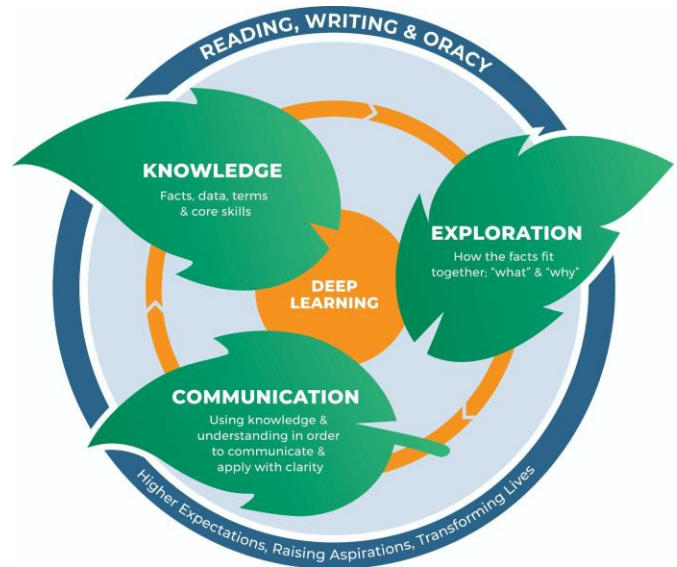 READING, WRITING & ORACY
KNOWLEDGE
Facts, data, terms
& core skills
EXPLORATION
How the facts fit
together; "what" & "why"
DEEP
LEARNING
COMMUNICATION
Using knowledge &
understanding in order
to communicate &
apply with clarity
Higher Expectations, Raising Aspirations, Transforming Lives